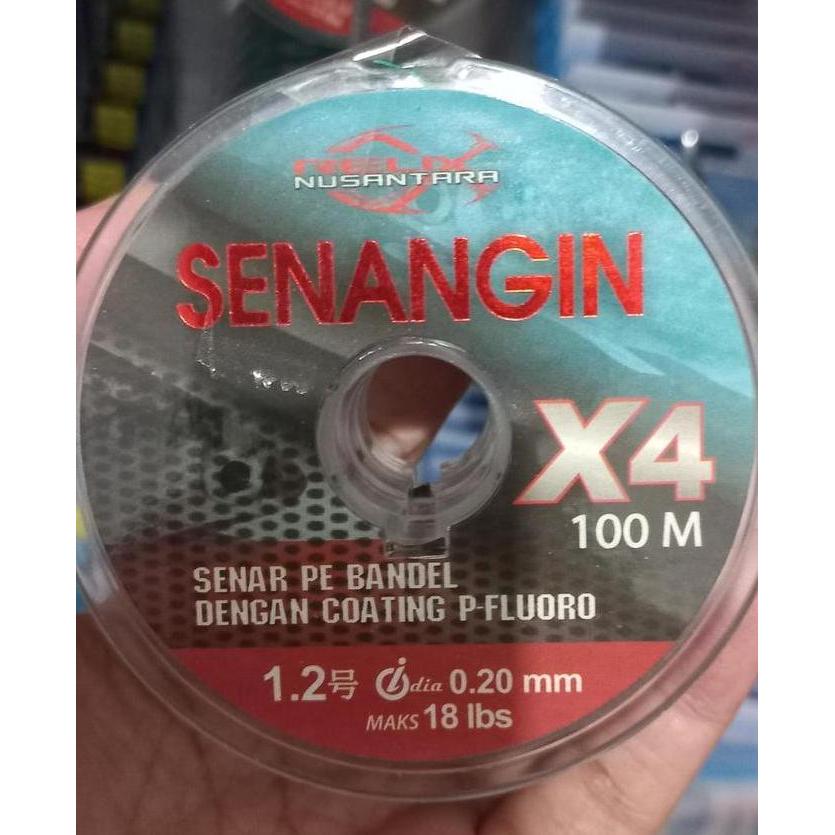 NUSANTARA
SENANGIN
X4
100 M
SENAR PE BANDEL
DENGAN COATING P-FLUORO
1.2号 dia 0.20 mm
MAKS 18 lbs